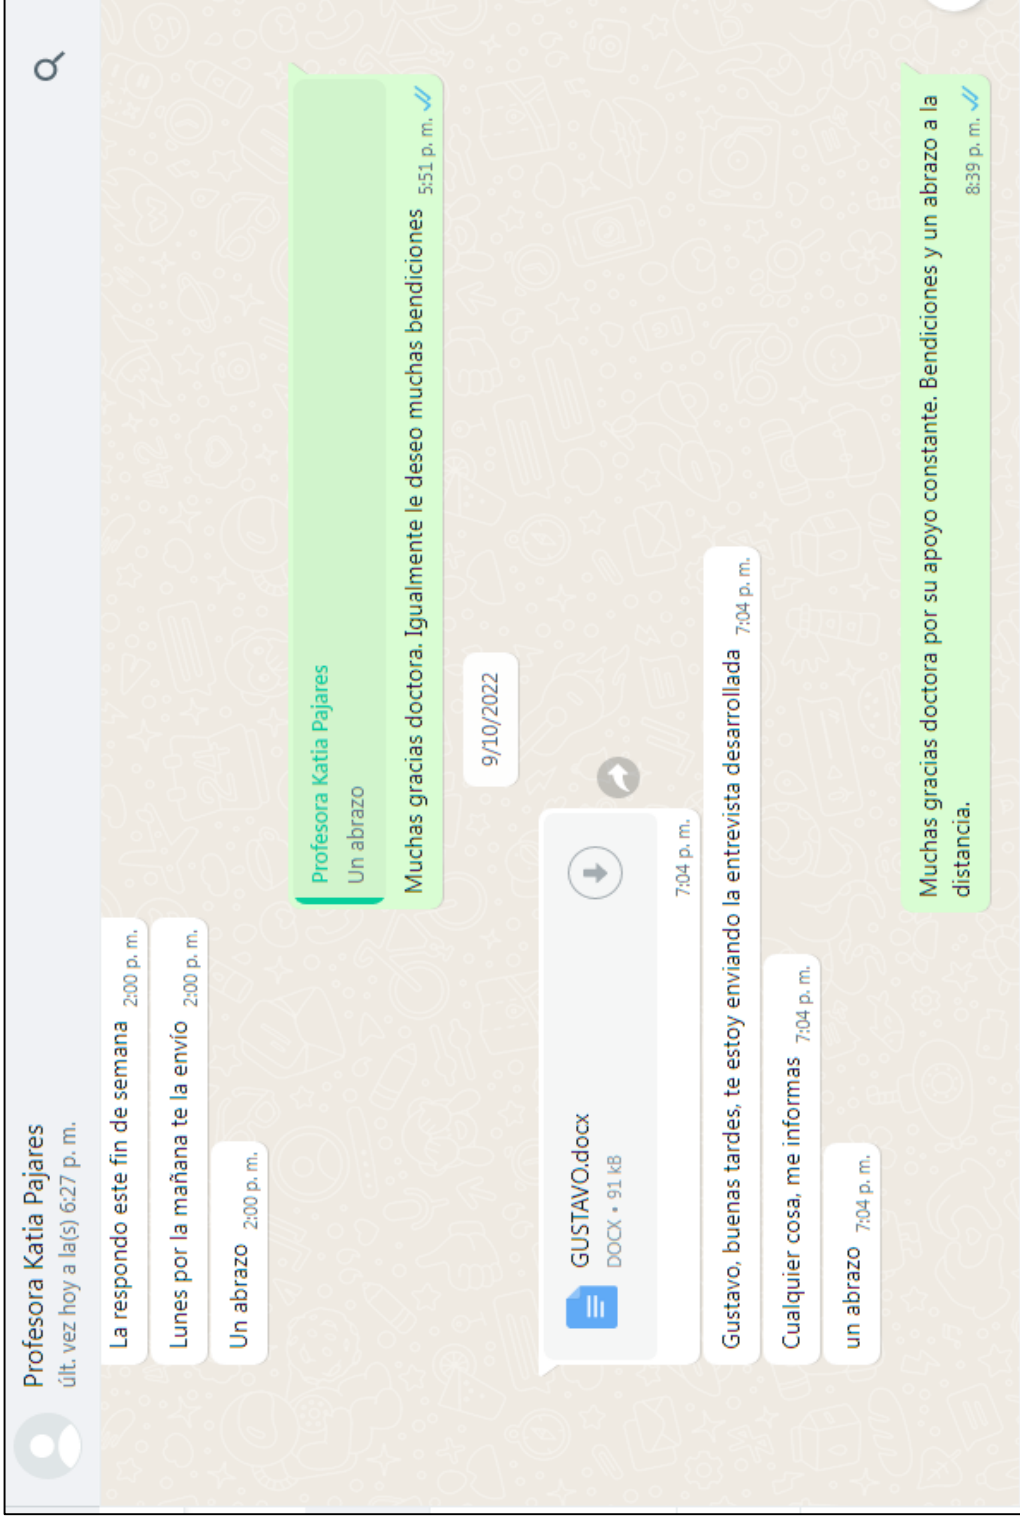 Profesora Katia Pajares
últ. vez hoy a la(s) 6:27 p. m.
La respondo este fin de semana 2:00 p. m.
Lunes por la mañana te la envío 2:00 p. m.
Un abrazo 2:00 p. m.
Profesora Katia Pajares
Un abrazo
Muchas gracias doctora. Igualmente le deseo muchas bendiciones 5:51 p. m.
9/10/2022
GUSTAVO.docx
DOCX • 91 kB
7:04 p. m.
Gustavo, buenas tardes, te estoy enviando la entrevista desarrollada 7:04 p. m.
Cualquier cosa, me informas 7:04 p. m.
un abrazo 7:04 p. m.
Muchas gracias doctora por su apoyo constante. Bendiciones y un abrazo a la
distancia.
8:39 p. m.